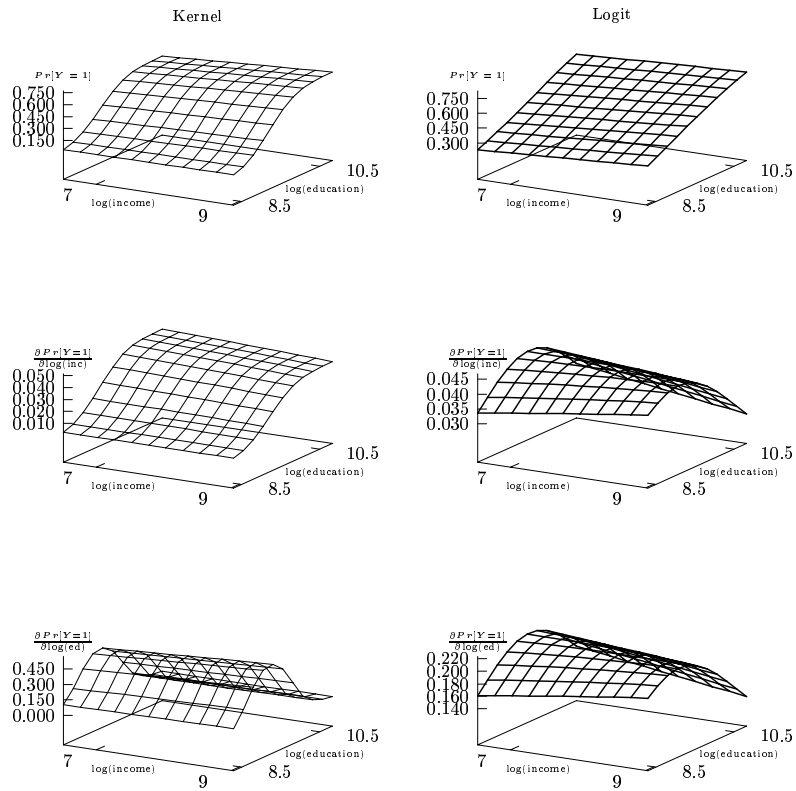 Kernel
Logit
Pr[Y = 1]
0.750
0.600
0.450
0.300
0.150
10.5
log(education)
8.5
7
log(income)
9
Pr[Y = 1]
0.750
0.600
0.450
0.300
10.5
log(education)
8.5
7
log(income)
9
∂Pr[Y=1]
∂log(inc)
0.050
0.040
0.030
0.020
0.010
10.5
log(education)
8.5
7
log(income)
9
∂Pr[Y=1]
∂log(inc)
0.045
0.040
0.035
0.030
10.5
log(education)
8.5
7
log(income)
9
∂Pr[Y=1]
∂log(ed)
0.450
0.300
0.150
0.000
10.5
log(education)
8.5
7
log(income)
9
∂Pr[Y=1]
∂log(ed)
0.220
0.200
0.180
0.160
0.140
10.5
log(education)
8.5
7
log(income)
9